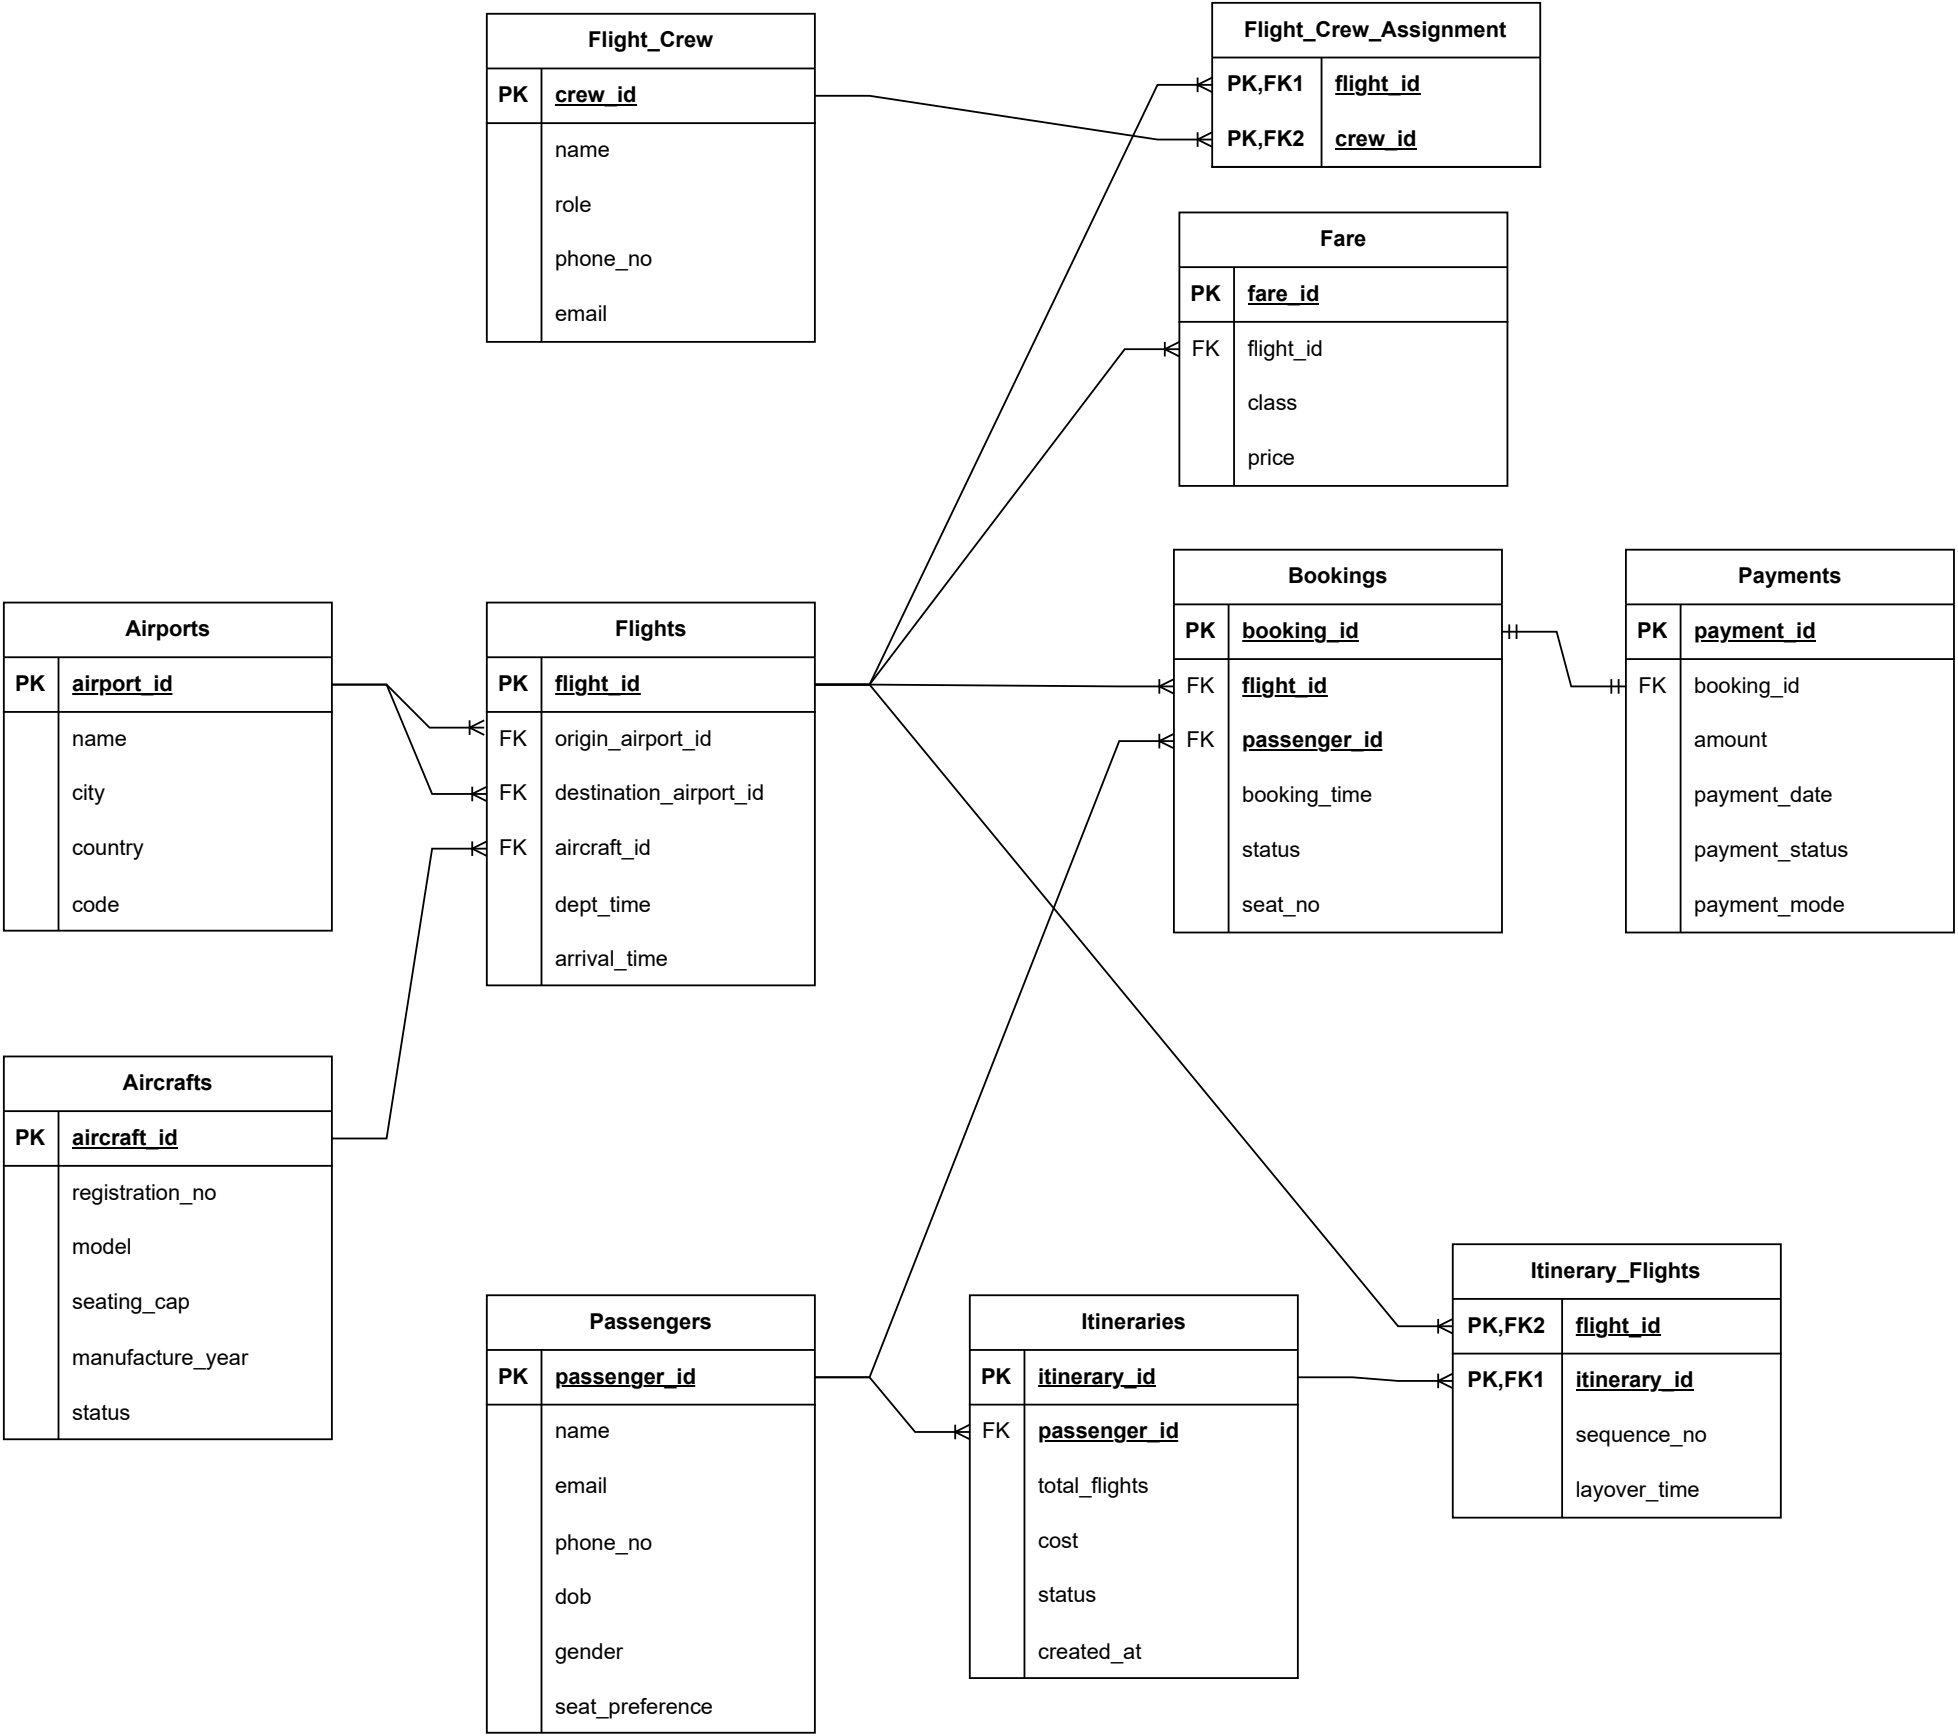 Flight_Crew
PK crew_id
name
role
phone_no
email
Flight_Crew_Assignment
PK,FK1 flight_id
PK,FK2 crew_id
Fare
PK fare_id
FK flight_id
class
price
Airports
PK airport_id
name
city
country
code
Flights
PK flight_id
FK origin_airport_id
FK destination_airport_id
FK aircraft_id
dept_time
arrival_time
Bookings
PK booking_id
FK flight_id
FK passenger_id
booking_time
status
seat_no
Payments
PK payment_id
FK booking_id
amount
payment_date
payment_status
payment_mode
Aircrafts
PK aircraft_id
registration_no
model
seating_cap
manufacture_year
status
Passengers
PK passenger_id
name
email
phone_no
dob
gender
seat_preference
Itineraries
PK itinerary_id
FK passenger_id
total_flights
cost
status
created_at
Itinerary_Flights
PK,FK2 flight_id
PK,FK1 itinerary_id
sequence_no
layover_time